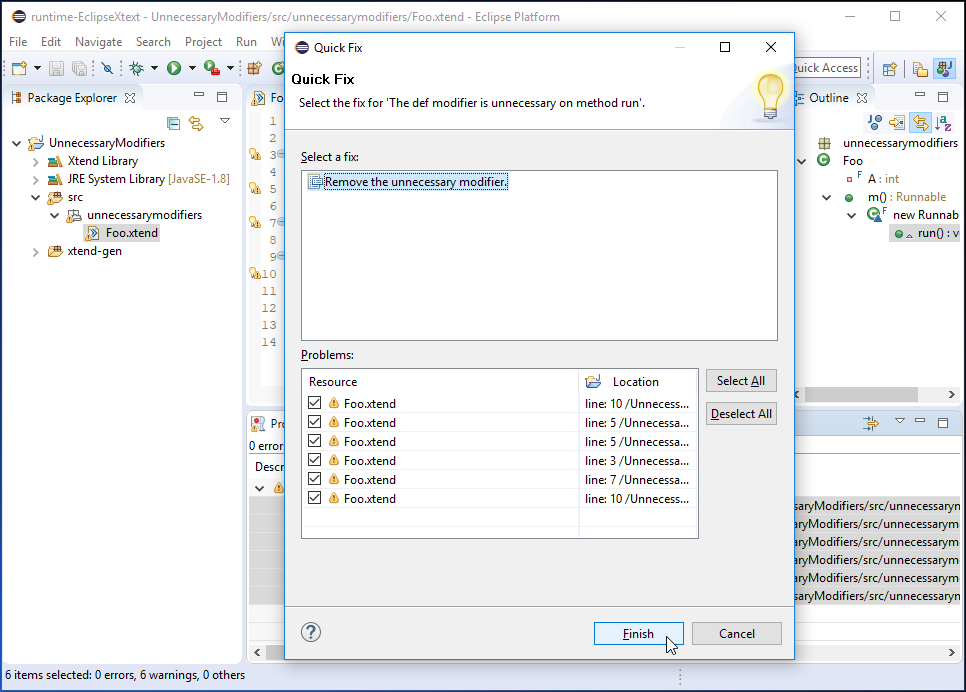 runtime-EclipseXtext - UnnecessaryModifiers/src/unnecessarymodifiers/Foo.xtend - Eclipse Platform
File Edit Navigate Search Project Run
Quick Access
Package Explorer
UnnecessaryModifiers
Xtend Library
JRE System Library [JavaSE-1.8]
src
unnecessarymodifiers
Foo.xtend
xtend-gen
Fo
1
2
3
4
5
6
7
8
9
10
11
12
13
14
Quick Fix
Quick Fix
Select the fix for 'The def modifier is unnecessary on method run'.
Select a fix:
Remove the unnecessary modifier.
Problems:
Resource Location
Foo.xtend line: 10 /Unnecess...
Foo.xtend line: 5 /Unnecessa...
Foo.xtend line: 5 /Unnecessa...
Foo.xtend line: 3 /Unnecessa...
Foo.xtend line: 7 /Unnecessa...
Foo.xtend line: 10 /Unnecess...
Select All
Deselect All
Finish
Cancel
Outline
unnecessarymodifiers
Foo
A : int
m() : Runnable
new Runnab
run() : v
Pro
0 error
Descr
saryModifiers/src/unnecessaryn
saryModifiers/src/unnecessarym
saryModifiers/src/unnecessarym
saryModifiers/src/unnecessarym
saryModifiers/src/unnecessarym
saryModifiers/src/unnecessaryn
6 items selected: 0 errors, 6 warnings, 0 others